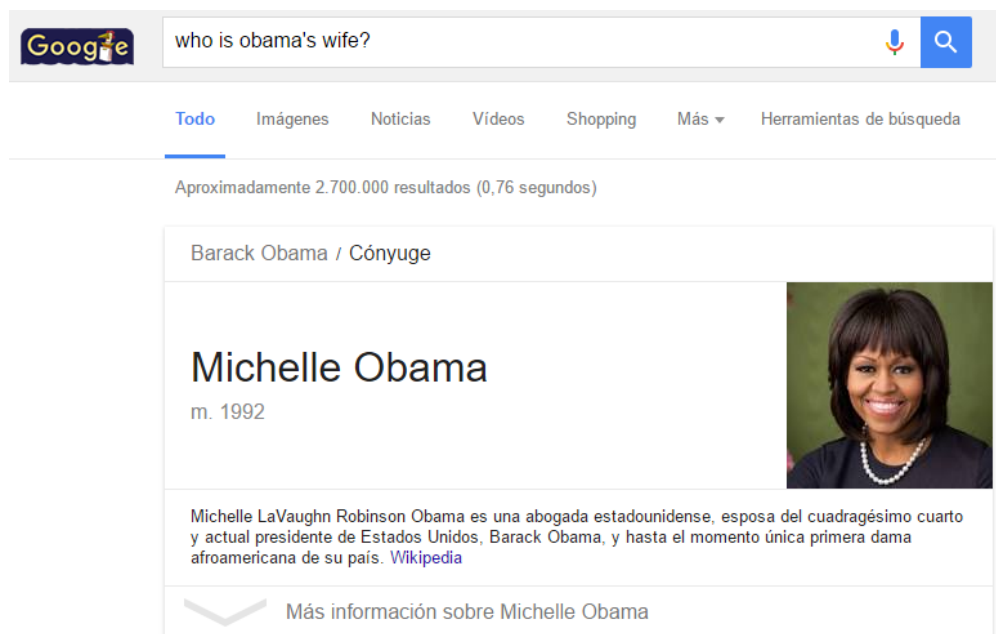 Google
who is obama's wife?
Todo Imágenes Noticias Vídeos Shopping Más Herramientas de búsqueda
Aproximadamente 2.700.000 resultados (0,76 segundos)
Barack Obama / Cónyuge
Michelle Obama
m. 1992
Michelle LaVaughn Robinson Obama es una abogada estadounidense, esposa del cuadragésimo cuarto
y actual presidente de Estados Unidos, Barack Obama, y hasta el momento única primera dama
afroamericana de su país. Wikipedia
Más información sobre Michelle Obama